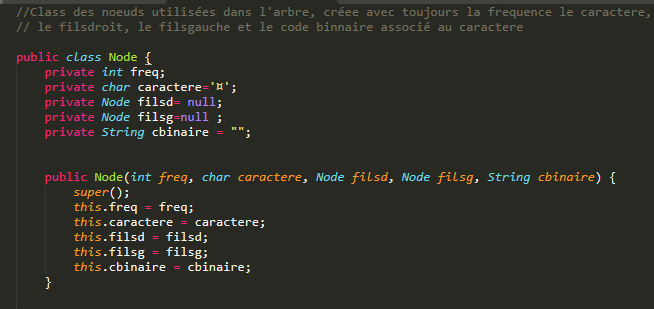 //Class des noeuds utilisées dans l'arbre, créee avec toujours la frequence le caractere,
// le filsdroit, le filsgauche et le code binnaire associé au caractere
public class Node {
private int freq;
private char caractere='¤';
private Node filsd= null;
private Node filsg=null ;
private String cbinaire = "";
public Node(int freq, char caractere, Node filsd, Node filsg, String cbinaire) {
super();
this.freq = freq;
this.caractere = caractere;
this.filsd = filsd;
this.filsg = filsg;
this.cbinaire = cbinaire;
}